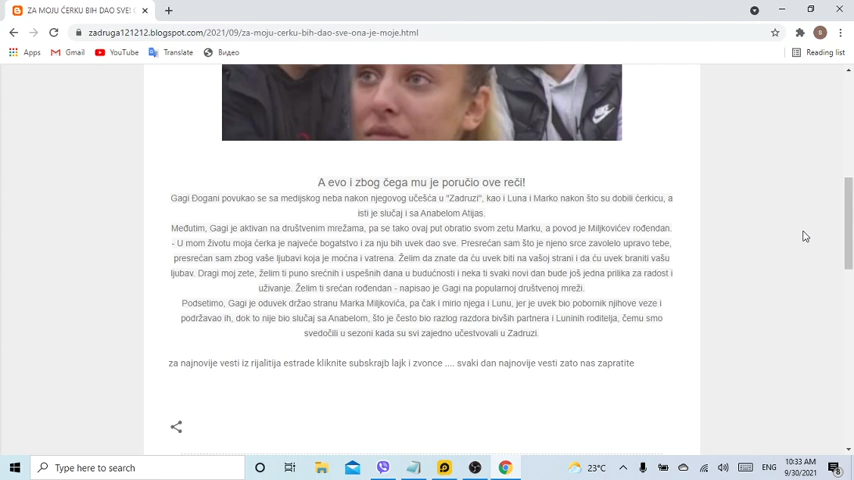 ZA MOJU ĆERKU BIH DAO SVE! O
zadruga121212.blogspot.com/2021/09/za-moju-cerku-bih-dao-sve-ona-je-moje.html
Apps Gmail YouTube Translate Видео Reading list
A evo i zbog čega mu je poručio ove reči!
Gagi Đogani povukao se sa medijskog neba nakon njegovog učešća u "Zadruzi", kao i Luna i Marko nakon što su dobili ćerkicu, a
isti je slučaj i sa Anabelom Atijas.
Međutim, Gagi je aktivan na društvenim mrežama, pa se tako ovaj put obratio svom zetu Marku, a povod je Miljkovićev rođendan.
- U mom životu moja ćerka je najveće bogatstvo i za nju bih uvek dao sve. Presrećan sam što je njeno srce zavolelo upravo tebe,
presrećan sam zbog vaše ljubavi koja je moćna i vatrena. Želim da znate da ću uvek biti na vašoj strani i da ću uvek braniti vašu
ljubav. Dragi moj zete, želim ti puno srećnih i uspešnih dana u budućnosti i neka ti svaki novi dan bude još jedna prilika za radost i
uživanje. Želim ti srećan rođendan - napisao je Gagi na popularnoj društvenoj mreži.
Podsetimo, Gagi je oduvek držao stranu Marka Miljkovića, pa čak i mirio njega i Lunu, jer je uvek bio pobornik njihove veze i
podržavao ih, dok to nije bio slučaj sa Anabelom, što je često bio razlog razdora bivših partnera i Luninih roditelja, čemu smo
svedočili u sezoni kada su svi zajedno učestvovali u Zadruzi.
za najnovije vesti iz rijalitija estrade kliknite subskrajb lajk i zvonce .... svaki dan najnovije vesti zato nas zapratite
Type here to search
23°C
ENG
10:33 AM
9/30/2021
8